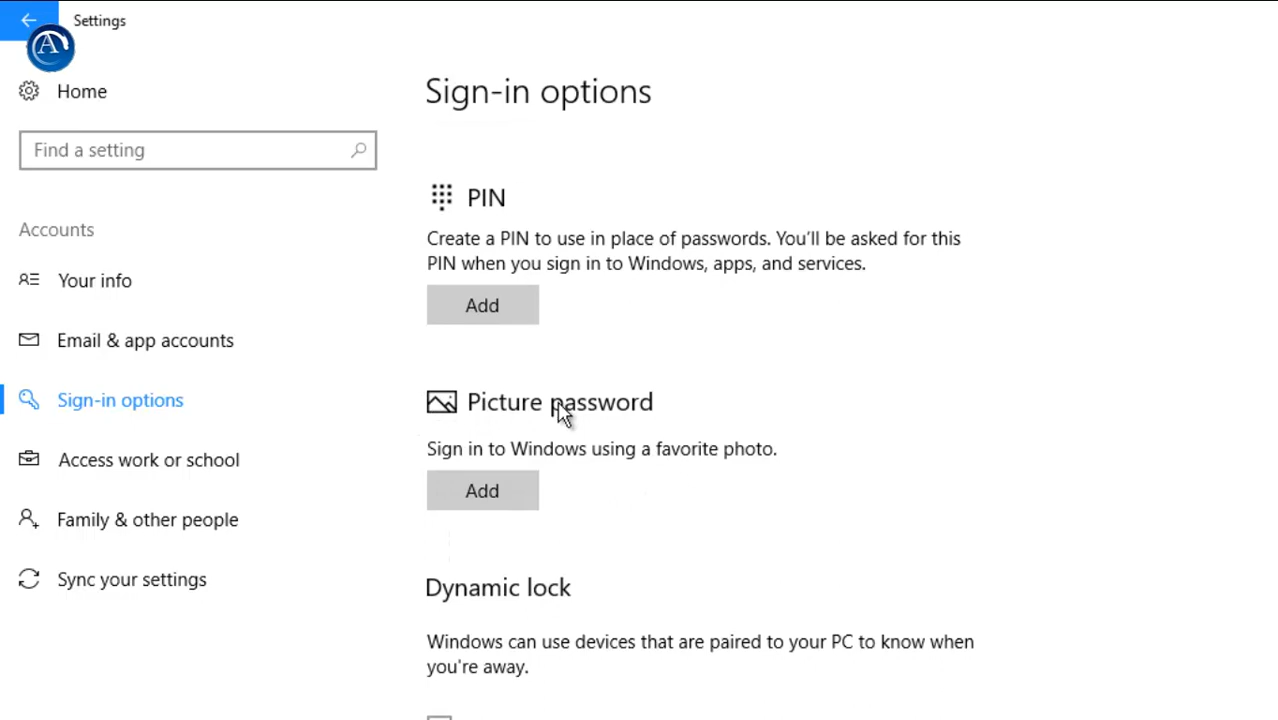 Settings
A
Home
Find a setting
Accounts
Your info
Email & app accounts
Sign-in options
Access work or school
Family & other people
Sync your settings
Sign-in options
PIN
Create a PIN to use in place of passwords. You'll be asked for this
PIN when you sign in to Windows, apps, and services.
Add
Picture password
Sign in to Windows using a favorite photo.
Add
Dynamic lock
Windows can use devices that are paired to your PC to know when
you're away.